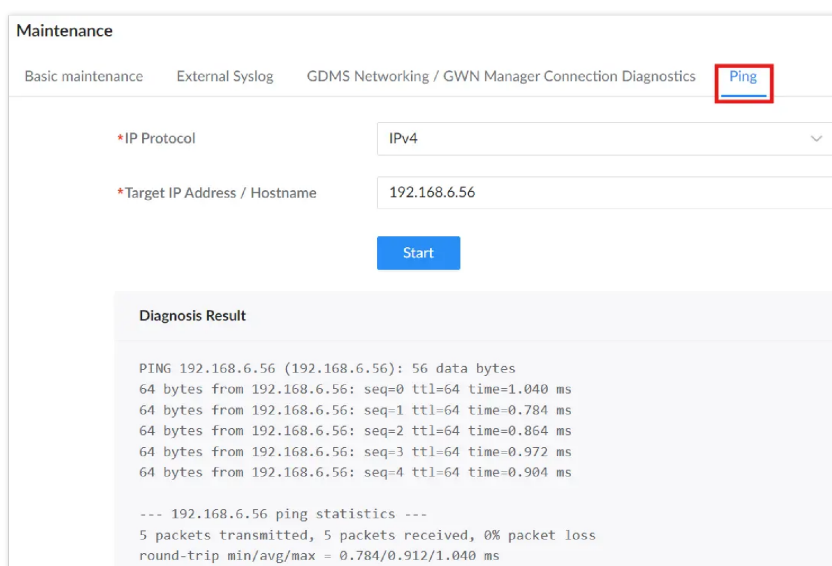 Maintenance
Basic maintenance External Syslog GDMS Networking / GWN Manager Connection Diagnostics Ping
*IP Protocol IPv4
*Target IP Address / Hostname 192.168.6.56
Start
Diagnosis Result
PING 192.168.6.56 (192.168.6.56): 56 data bytes
64 bytes from 192.168.6.56: seq=0 ttl=64 time=1.040 ms
64 bytes from 192.168.6.56: seq=1 ttl=64 time=0.784 ms
64 bytes from 192.168.6.56: seq=2 ttl=64 time=0.864 ms
64 bytes from 192.168.6.56: seq=3 ttl=64 time=0.972 ms
64 bytes from 192.168.6.56: seq=4 ttl=64 time=0.904 ms
--- 192.168.6.56 ping statistics ---
5 packets transmitted, 5 packets received, 0% packet loss
round-trip min/avg/max = 0.784/0.912/1.040 ms